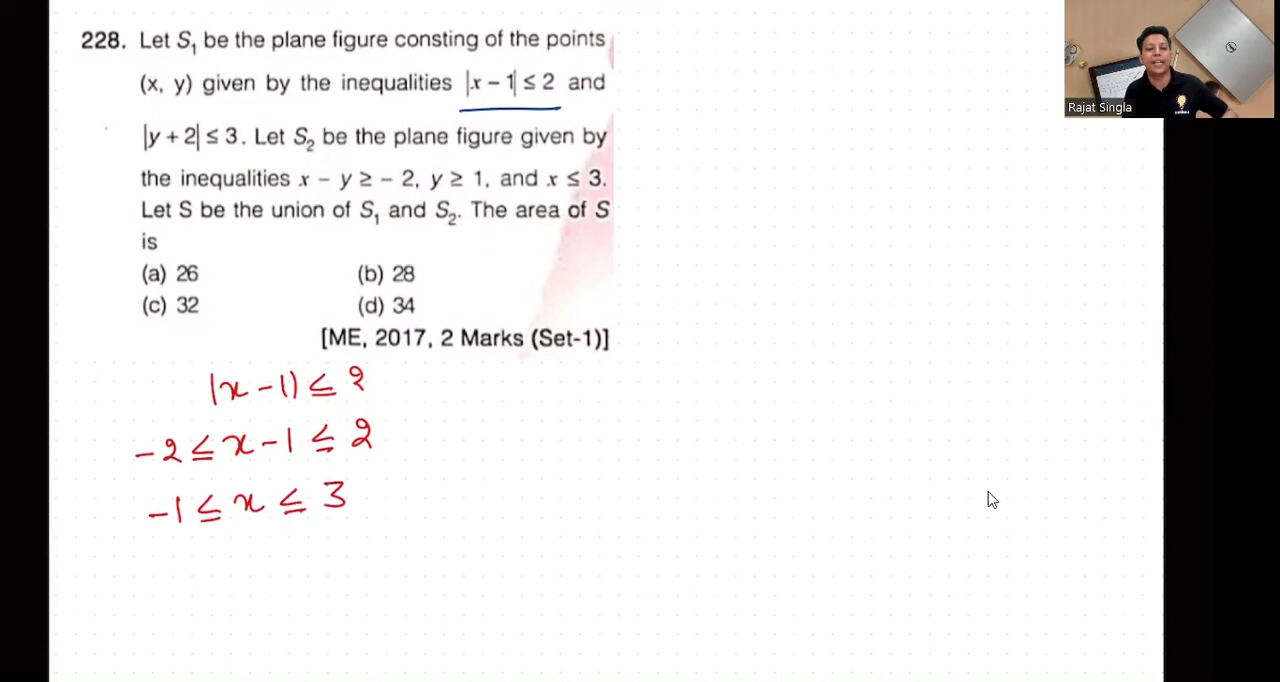 228. Let S₁ be the plane figure consting of the points
(x, y) given by the inequalities |x – 1| ≤ 2 and
|y + 2| ≤ 3. Let S₂ be the plane figure given by
the inequalities x – y ≥ – 2, y ≥ 1, and x ≤ 3.
Let S be the union of S₁ and S₂. The area of S
is
(a) 26 (b) 28
(c) 32 (d) 34
[ME, 2017, 2 Marks (Set-1)]
|x – 1| ≤ 2
–2 ≤ x – 1 ≤ 2
–1 ≤ x ≤ 3
Rajat Singla